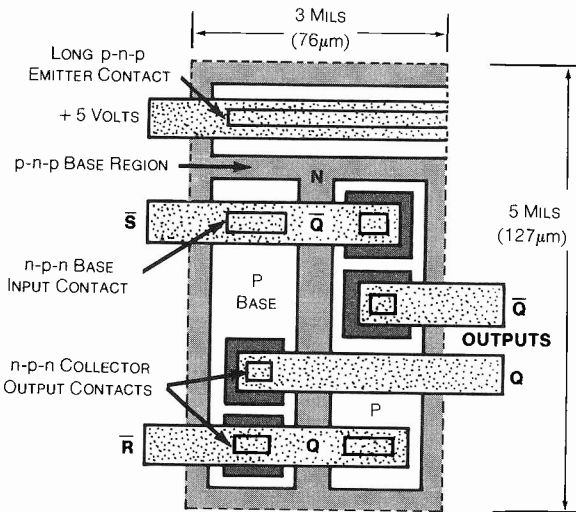 3 MILS
(76µm)
LONG p-n-p
EMITTER CONTACT
+ 5 VOLTS
p-n-p BASE REGION
N
S̅
Q̅
5 MILS
(127µm)
n-p-n BASE
INPUT CONTACT
P
BASE
Q̅
OUTPUTS
n-p-n COLLECTOR
OUTPUT CONTACTS
Q
P
R̅
Q